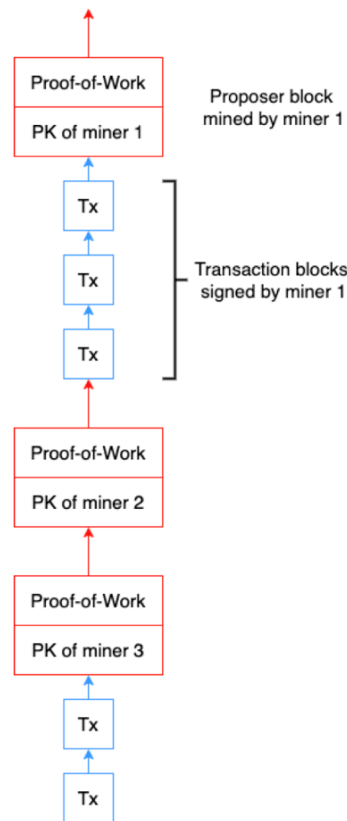 Proof-of-Work
PK of miner 1
Proposer block
mined by miner 1
Tx
Tx
Tx
Transaction blocks
signed by miner 1
Proof-of-Work
PK of miner 2
Proof-of-Work
PK of miner 3
Tx
Tx